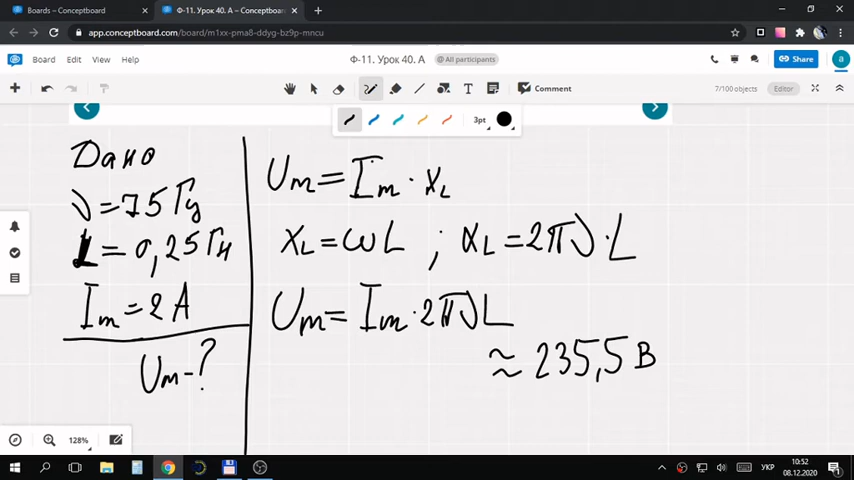 Boards – Conceptboard
Ф-11. Урок 40. А – Conceptboard
app.conceptboard.com/board/m1xx-pma8-ddyg-bz9p-mncu
Board Edit View Help
Ф-11. Урок 40. А
All participants
Share
a
Comment
7/100 objects
Editor
3pt
Дано
ν = 75 Гц
L = 0,25 Гн
Im = 2 А
Um – ?
Um = Im · XL
XL = ωL ; XL = 2πν · L
Um = Im · 2πνL
≈ 235,5 В
128%
УКР
10:52
08.12.2020
1